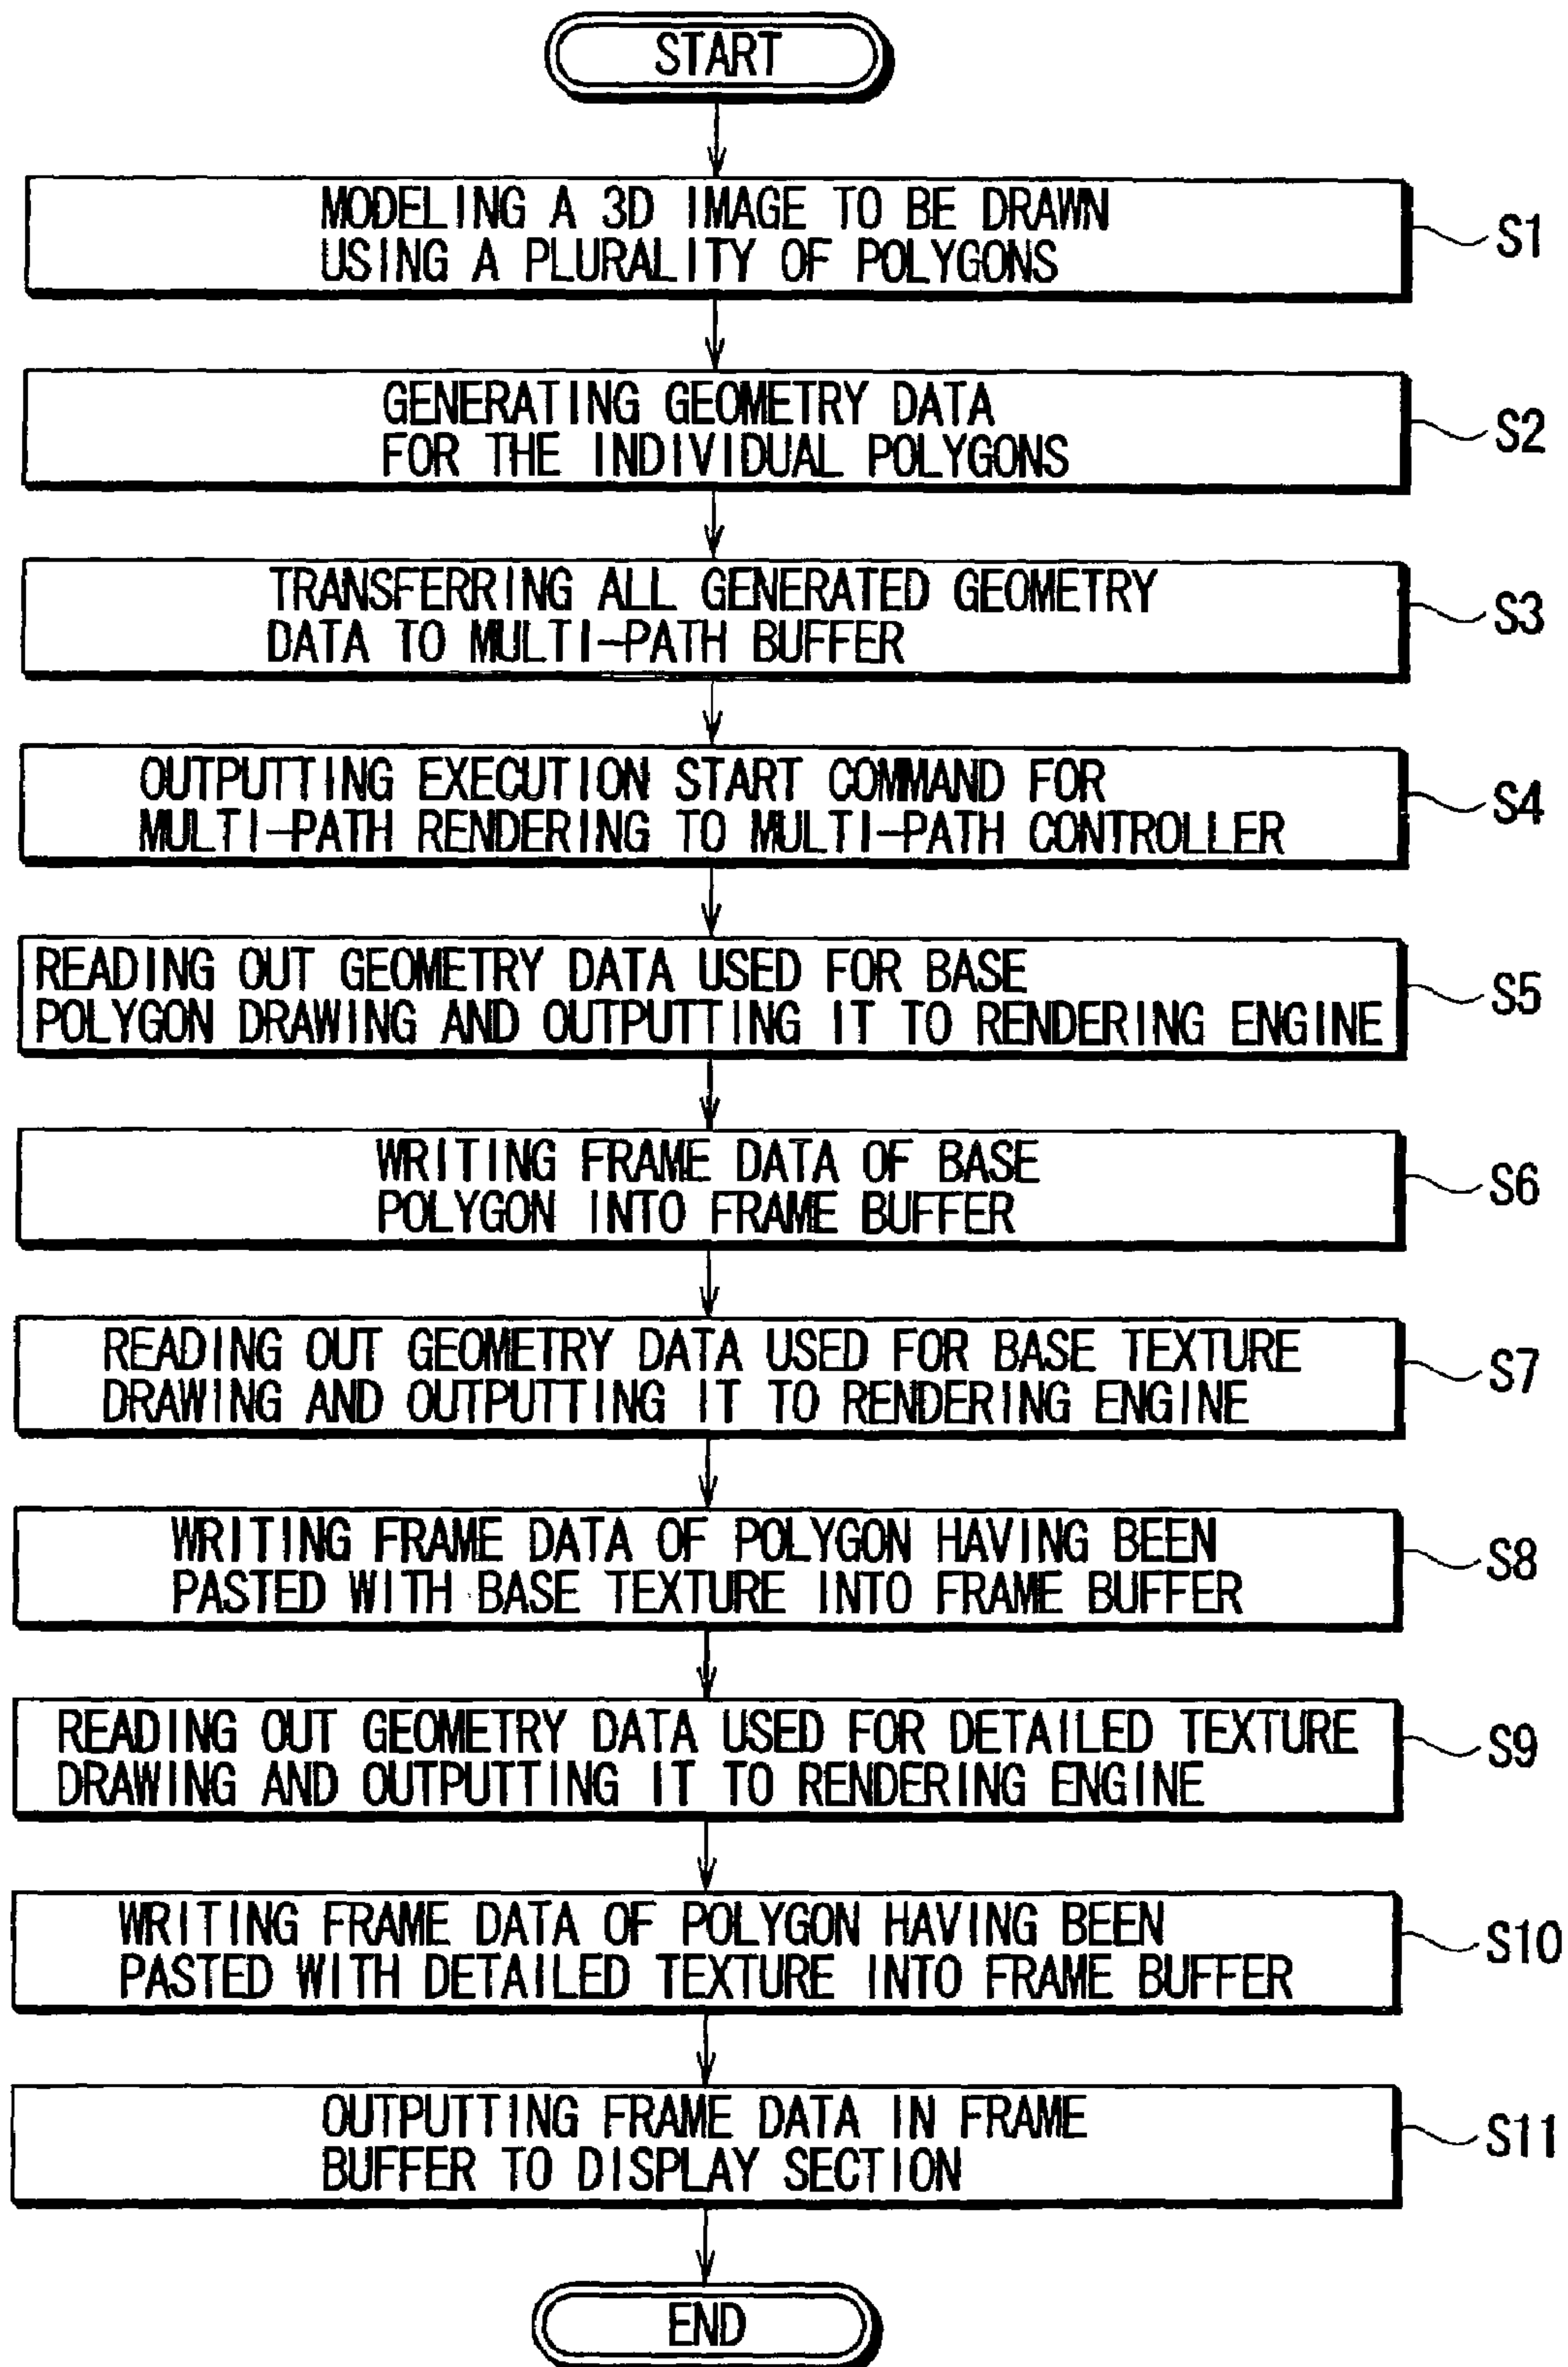 START
MODELING A 3D IMAGE TO BE DRAWN
USING A PLURALITY OF POLYGONS
S1
GENERATING GEOMETRY DATA
FOR THE INDIVIDUAL POLYGONS
S2
TRANSFERRING ALL GENERATED GEOMETRY
DATA TO MULTI-PATH BUFFER
S3
OUTPUTTING EXECUTION START COMMAND FOR
MULTI-PATH RENDERING TO MULTI-PATH CONTROLLER
S4
READING OUT GEOMETRY DATA USED FOR BASE
POLYGON DRAWING AND OUTPUTTING IT TO RENDERING ENGINE
S5
WRITING FRAME DATA OF BASE
POLYGON INTO FRAME BUFFER
S6
READING OUT GEOMETRY DATA USED FOR BASE TEXTURE
DRAWING AND OUTPUTTING IT TO RENDERING ENGINE
S7
WRITING FRAME DATA OF POLYGON HAVING BEEN
PASTED WITH BASE TEXTURE INTO FRAME BUFFER
S8
READING OUT GEOMETRY DATA USED FOR DETAILED TEXTURE
DRAWING AND OUTPUTTING IT TO RENDERING ENGINE
S9
WRITING FRAME DATA OF POLYGON HAVING BEEN
PASTED WITH DETAILED TEXTURE INTO FRAME BUFFER
S10
OUTPUTTING FRAME DATA IN FRAME
BUFFER TO DISPLAY SECTION
S11
END